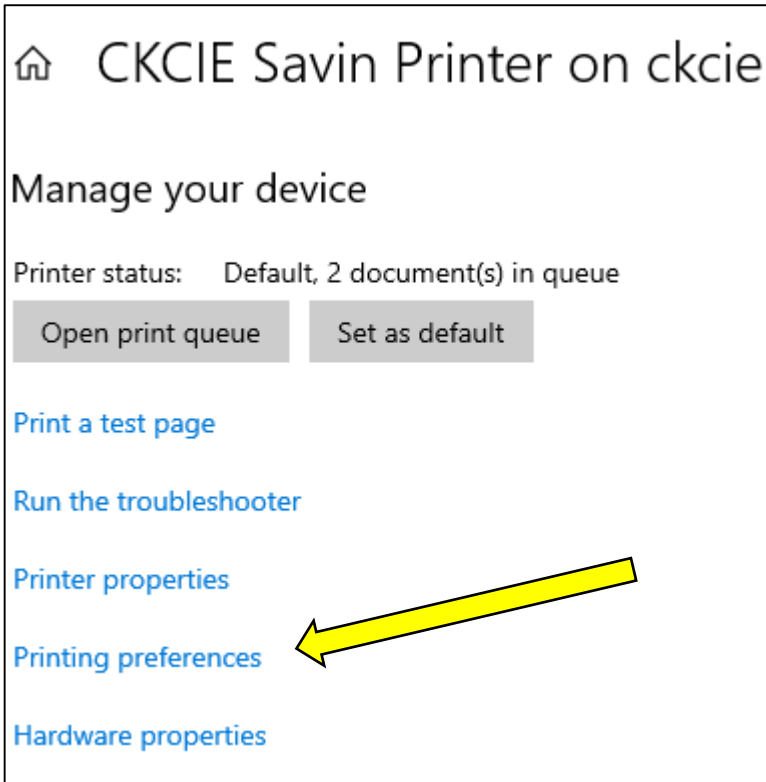 CKCIE Savin Printer on ckcie
Manage your device
Printer status: Default, 2 document(s) in queue
Open print queue Set as default
Print a test page
Run the troubleshooter
Printer properties
Printing preferences
Hardware properties